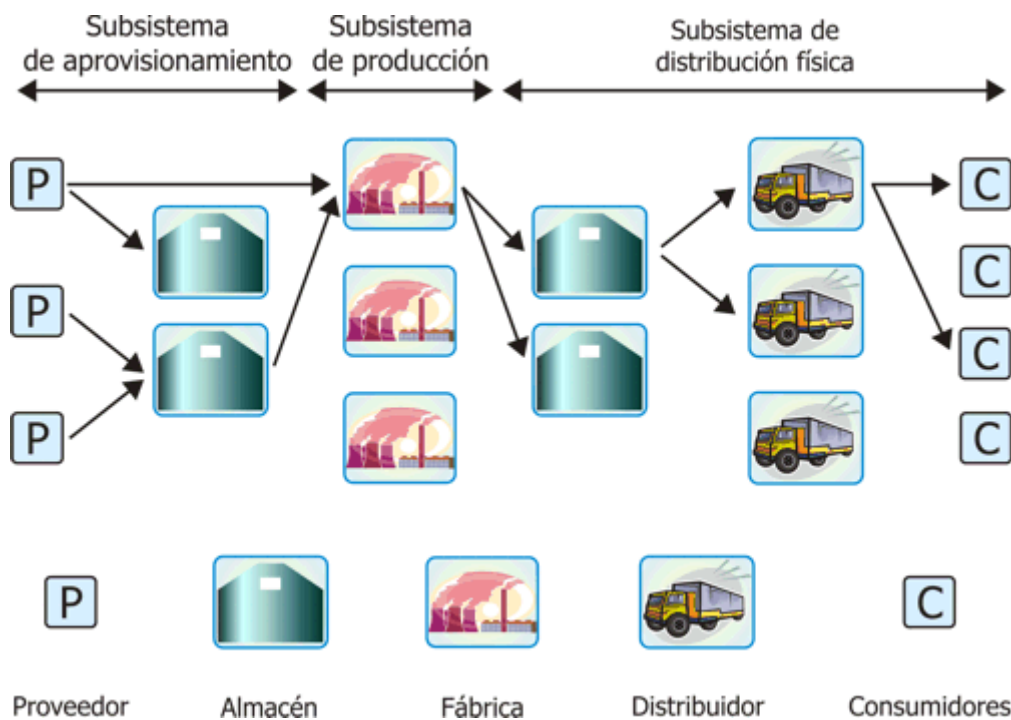 Subsistema
de aprovisionamiento
Subsistema
de producción
Subsistema de
distribución física
P
C
C
P
C
P
C
P
C
Proveedor
Almacén
Fábrica
Distribuidor
Consumidores